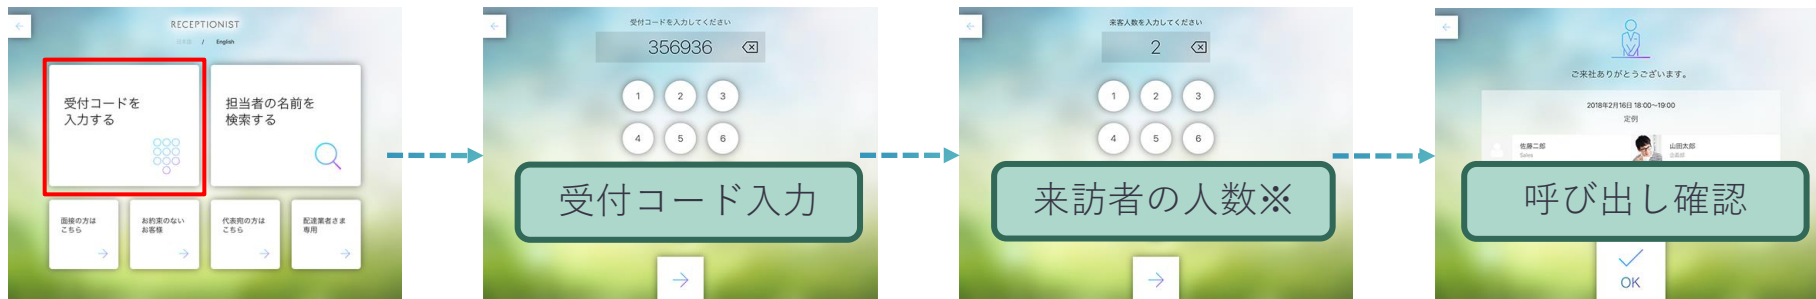 RECEPTIONIST
日本語 / English
受付コードを
入力する
担当者の名前を
検索する
面接の方は
こちら
お約束のない
お客様
代表宛の方は
こちら
配達業者さま
専用
受付コードを入力してください
356936
1 2 3
4 5 6
受付コード入力
来客人数を入力してください
2
1 2 3
4 5 6
来訪者の人数※
ご来社ありがとうございます。
2018年2月16日 18:00〜19:00
定例
佐藤二郎
Sales
山田太郎
企画部
呼び出し確認
OK